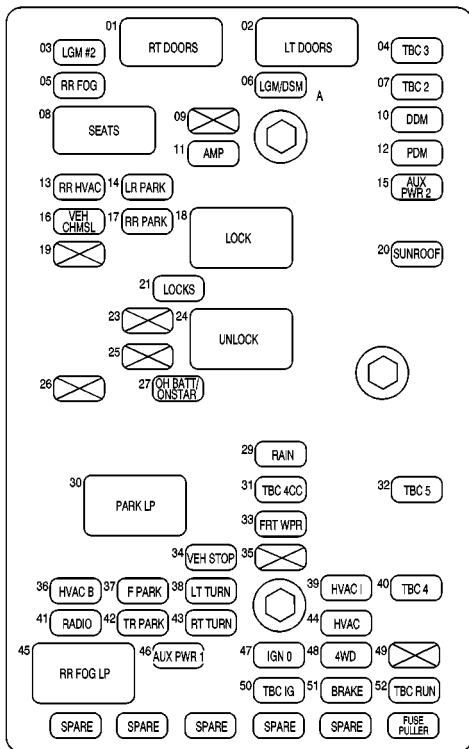 01 RT DOORS
02 LT DOORS
03 LGM #2
04 TBC 3
05 RR FOG
06 LGM/DSM
A
07 TBC 2
08 SEATS
09
10 DDM
11 AMP
12 PDM
13 RR HVAC
14 LR PARK
15 AUX
PWR 2
16 VEH
CHMSL
17 RR PARK
18 LOCK
19
20 SUNROOF
21 LOCKS
23
24 UNLOCK
25
26
27 OH BATT/
ONSTAR
29 RAIN
30 PARK LP
31 TBC 4CC
32 TBC 5
33 FRT WPR
34 VEH STOP
35
36 HVAC B
37 F PARK
38 LT TURN
39 HVAC I
40 TBC 4
41 RADIO
42 TR PARK
43 RT TURN
44 HVAC
45 RR FOG LP
46 AUX PWR 1
47 IGN 0
48 4WD
49
50 TBC IG
51 BRAKE
52 TBC RUN
SPARE
SPARE
SPARE
SPARE
SPARE
FUSE
PULLER